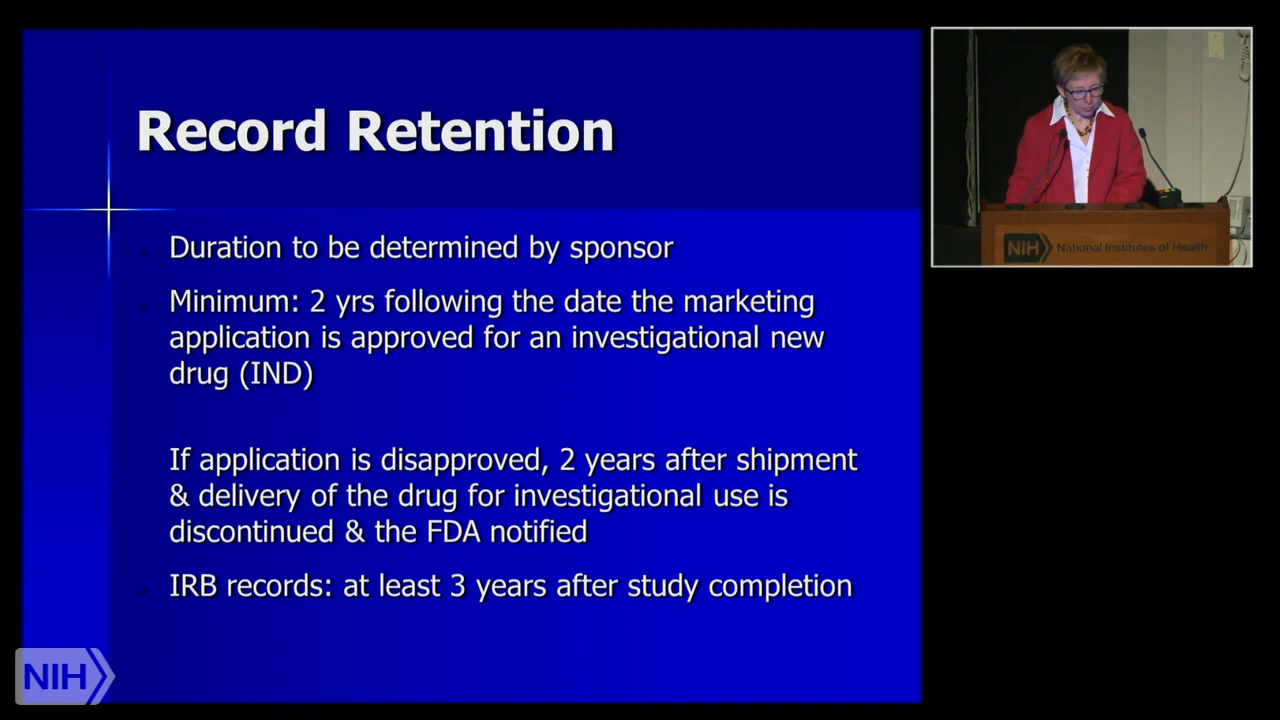 Record Retention
Duration to be determined by sponsor
Minimum: 2 yrs following the date the marketing
application is approved for an investigational new
drug (IND)
If application is disapproved, 2 years after shipment
& delivery of the drug for investigational use is
discontinued & the FDA notified
IRB records: at least 3 years after study completion
NIH National Institutes of Health
NIH